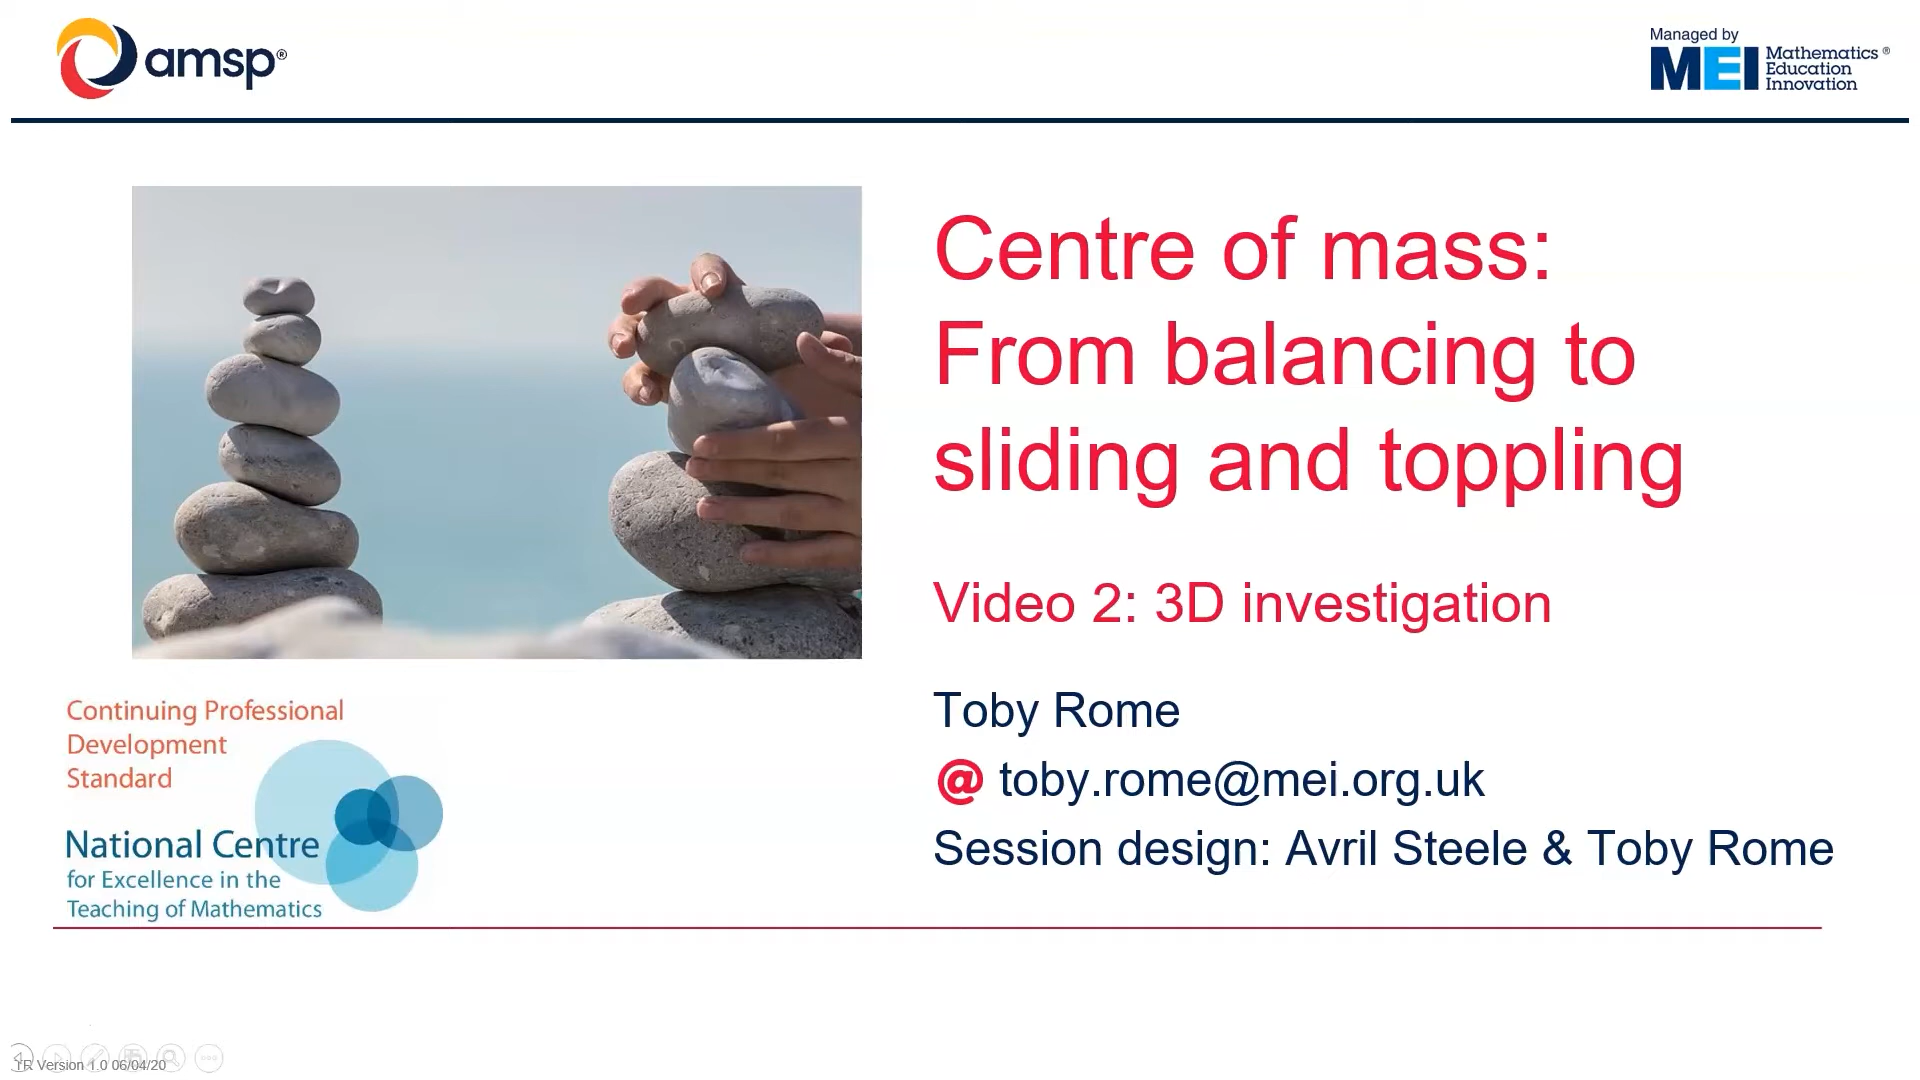 amsp®
Managed by
MEI Mathematics ®
Education
Innovation
Centre of mass:
From balancing to
sliding and toppling
Video 2: 3D investigation
Toby Rome
@ toby.rome@mei.org.uk
Session design: Avril Steele & Toby Rome
Continuing Professional
Development
Standard
National Centre
for Excellence in the
Teaching of Mathematics
TR Version 1.0 06/04/20